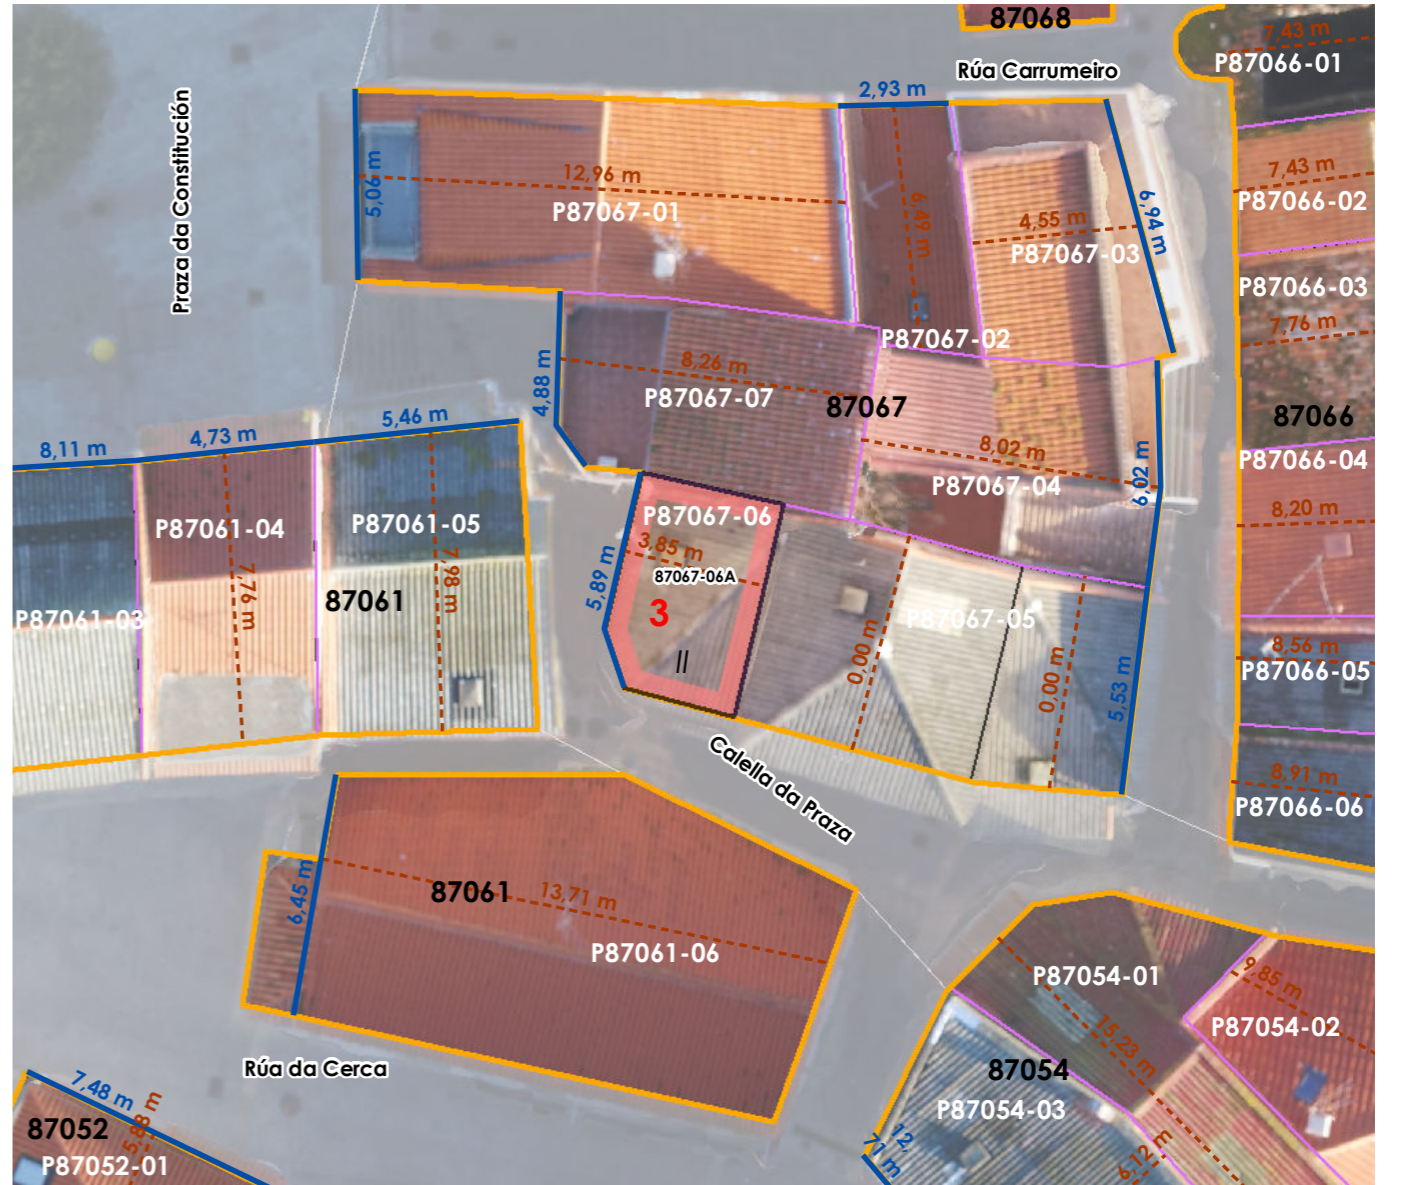 87068
7,43 m
P87066-01
Rúa Carrumeiro
2,93 m
Praza da Constitución
5,06 m
12,96 m
P87067-01
6,49 m
4,55 m
P87067-03
6,94 m
7,43 m
P87066-02
P87066-03
7,76 m
P87067-02
4,88 m
8,26 m
P87067-07
87067
87066
8,11 m
4,73 m
5,46 m
8,02 m
P87067-04
6,02 m
P87066-04
8,20 m
P87061-04
P87061-05
P87067-06
3,85 m
87067-06A
5,89 m
3
II
7,76 m
7,98 m
87061
P87061-03
P87067-05
0,00 m
0,00 m
5,53 m
8,56 m
P87066-05
8,91 m
P87066-06
Calella da Praza
6,45 m
87061
13,71 m
P87061-06
P87054-01
9,85 m
P87054-02
15,23 m
87054
P87054-03
Rúa da Cerca
7,48 m
5,88 m
87052
P87052-01
12,
71 m
6,12 m